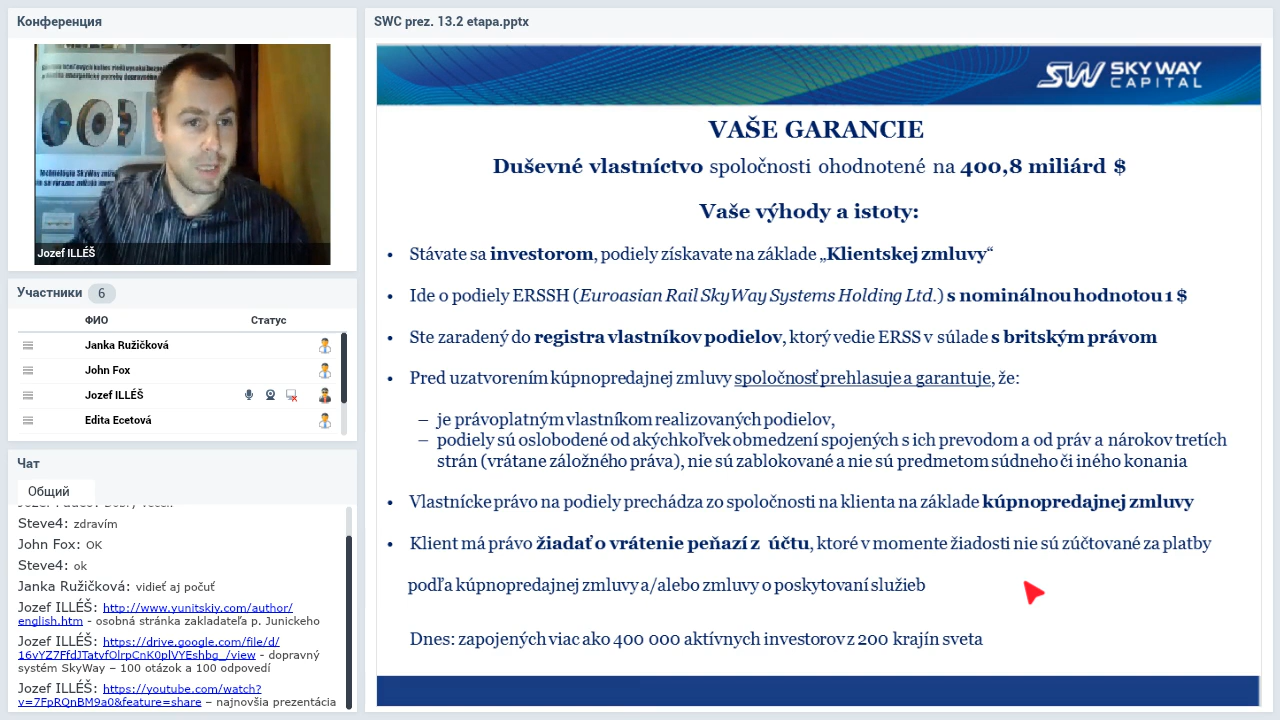 Конференция
Jozef ILLÉŠ
Участники 6
ФИО Статус
Janka Ružičková
John Fox
Jozef ILLÉŠ
Edita Ecetová
Чат
Общий
Steve4: zdravím
John Fox: OK
Steve4: ok
Janka Ružičková: vidieť aj počuť
Jozef ILLÉŠ: http://www.yunitskiy.com/author/
english.htm - osobná stránka zakladateľa p. Junického
Jozef ILLÉŠ: https://drive.google.com/file/d/
16vYZ7FfdJTatvfOlrpCnK0plVYEshbg_/view - dopravný
systém SkyWay – 100 otázok a 100 odpovedí
Jozef ILLÉŠ: https://youtube.com/watch?
v=7FpRQnBM9a0&feature=share – najnovšia prezentácia
SWC prez. 13.2 etapa.pptx
SW SKY WAY
CAPITAL
VAŠE GARANCIE
Duševné vlastníctvo spoločnosti ohodnotené na 400,8 miliárd $
Vaše výhody a istoty:
• Stávate sa investorom, podiely získavate na základe „Klientskej zmluvy“
• Ide o podiely ERSSH (Euroasian Rail SkyWay Systems Holding Ltd.) s nominálnou hodnotou 1 $
• Ste zaradený do registra vlastníkov podielov, ktorý vedie ERSS v súlade s britským právom
• Pred uzatvorením kúpnopredajnej zmluvy spoločnosť prehlasuje a garantuje, že:
– je právoplatným vlastníkom realizovaných podielov,
– podiely sú oslobodené od akýchkoľvek obmedzení spojených s ich prevodom a od práv a nárokov tretích
strán (vrátane záložného práva), nie sú zablokované a nie sú predmetom súdneho či iného konania
• Vlastnícke právo na podiely prechádza zo spoločnosti na klienta na základe kúpnopredajnej zmluvy
• Klient má právo žiadať o vrátenie peňazí z účtu, ktoré v momente žiadosti nie sú zúčtované za platby
podľa kúpnopredajnej zmluvy a/alebo zmluvy o poskytovaní služieb
Dnes: zapojených viac ako 400 000 aktívnych investorov z 200 krajín sveta